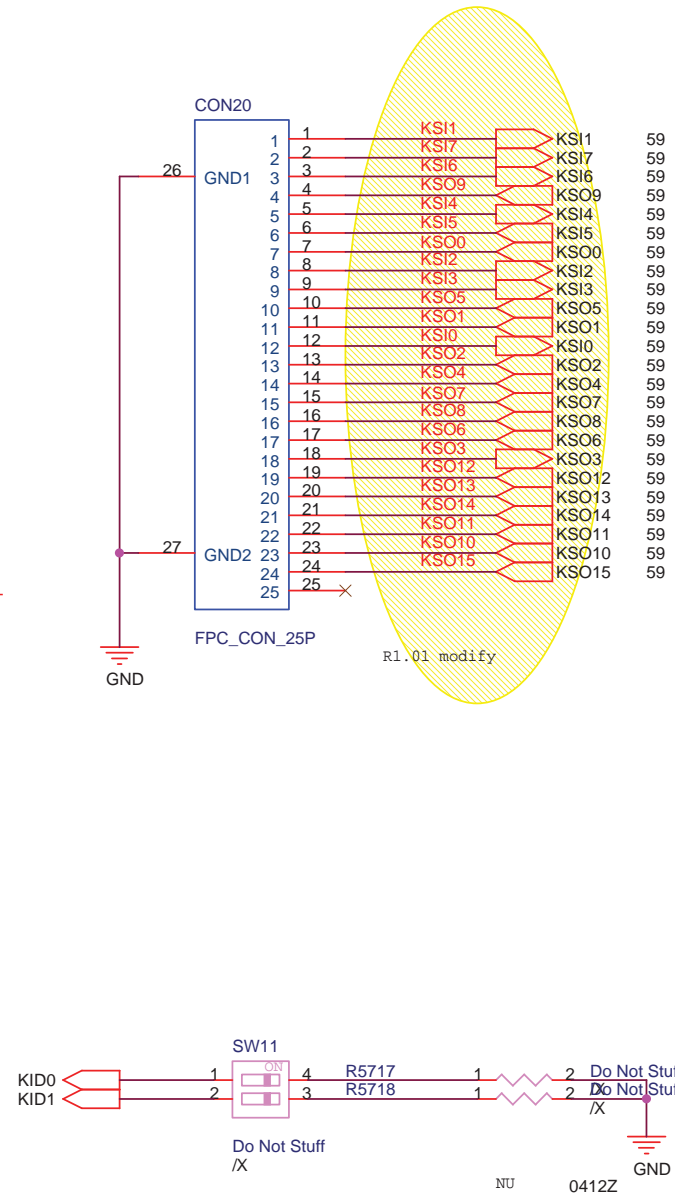 CON20
26 GND1 1 1 KSI1 KSI1 59
2 2 KSI7 KSI7 59
3 3 KSI6 KSI6 59
4 4 KSO9 KSO9 59
5 5 KSI4 KSI4 59
6 6 KSI5 KSI5 59
7 7 KSO0 KSO0 59
8 8 KSI2 KSI2 59
9 9 KSI3 KSI3 59
10 10 KSO5 KSO5 59
11 11 KSO1 KSO1 59
12 12 KSI0 KSI0 59
13 13 KSO2 KSO2 59
14 14 KSO4 KSO4 59
15 15 KSO7 KSO7 59
16 16 KSO8 KSO8 59
17 17 KSO6 KSO6 59
18 18 KSO3 KSO3 59
19 19 KSO12 KSO12 59
20 20 KSO13 KSO13 59
21 21 KSO14 KSO14 59
22 22 KSO11 KSO11 59
27 GND2 23 23 KSO10 KSO10 59
24 24 KSO15 KSO15 59
25 25
FPC_CON_25P
R1.01 modify
GND
SW11
ON
KID0 1 4 R5717 1 2 Do Not Stuf
/X
KID1 2 3 R5718 1 2 Do Not Stuf
/X
Do Not Stuff
/X
GND
NU 0412Z